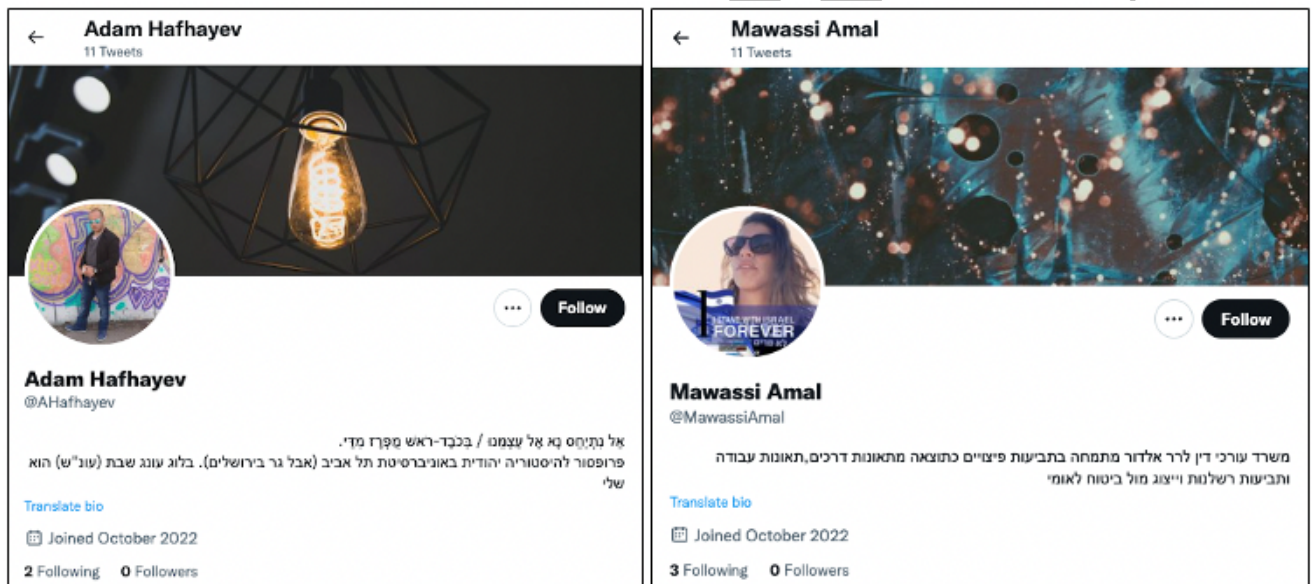 Adam Hafhayev
11 Tweets
Follow
Adam Hafhayev
@AHafhayev
אַל נִתְיַחֵס נָא אֶל עַצְמֵנוּ / בְּכֹבֶד-רֹאשׁ מֻפְרָז מִדַּי.
פרופסור להיסטוריה יהודית באוניברסיטת תל אביב (אבל גר בירושלים). בלוג עונג שבת (עונ"ש) הוא
שלי
Translate bio
Joined October 2022
2 Following 0 Followers
Mawassi Amal
11 Tweets
I STAND WITH ISRAEL
FOREVER
Follow
Mawassi Amal
@MawassiAmal
משרד עורכי דין לרר אלדור מתמחה בתביעות פיצויים כתוצאה מתאונות דרכים,תאונות עבודה
ותביעות רשלנות וייצוג מול ביטוח לאומי
Translate bio
Joined October 2022
3 Following 0 Followers